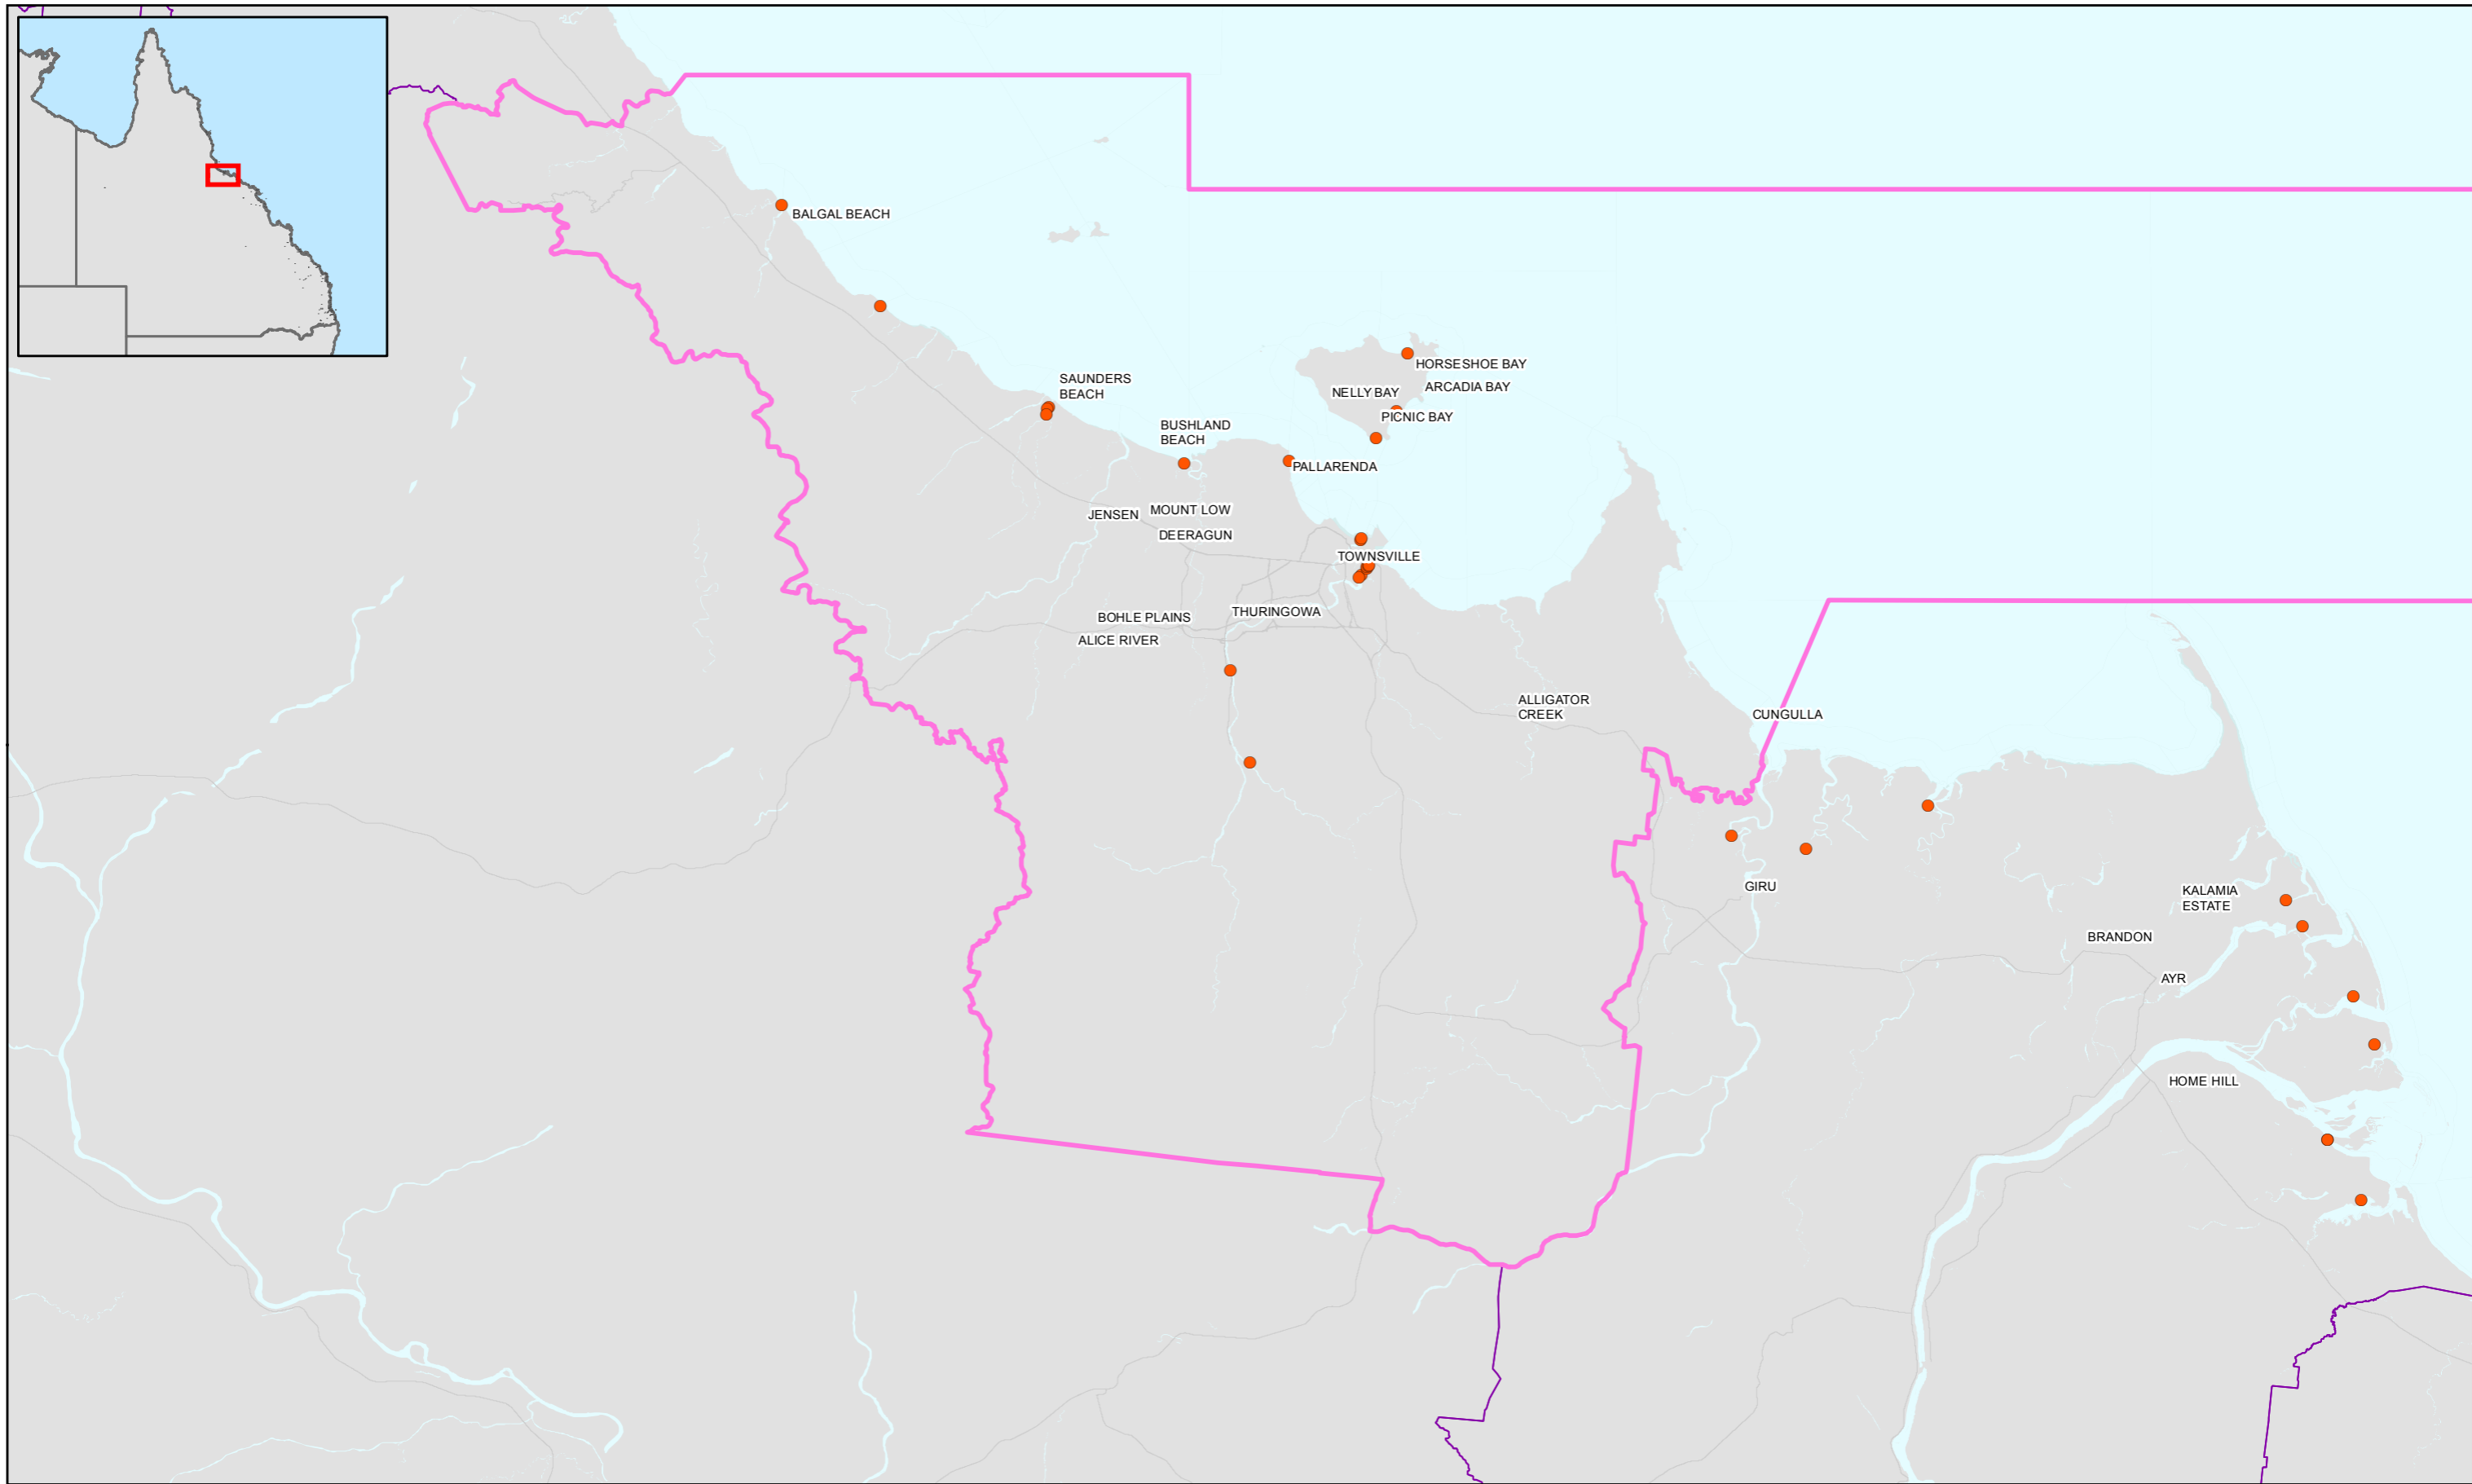 BALGAL BEACH
HORSESHOE BAY
SAUNDERS
BEACH
NELLY BAY
ARCADIA BAY
PICNIC BAY
BUSHLAND
BEACH
PALLARENDA
JENSEN
MOUNT LOW
DEERAGUN
TOWNSVILLE
BOHLE PLAINS
THURINGOWA
ALICE RIVER
ALLIGATOR
CREEK
CUNGULLA
GIRU
KALAMIA
ESTATE
BRANDON
AYR
HOME HILL